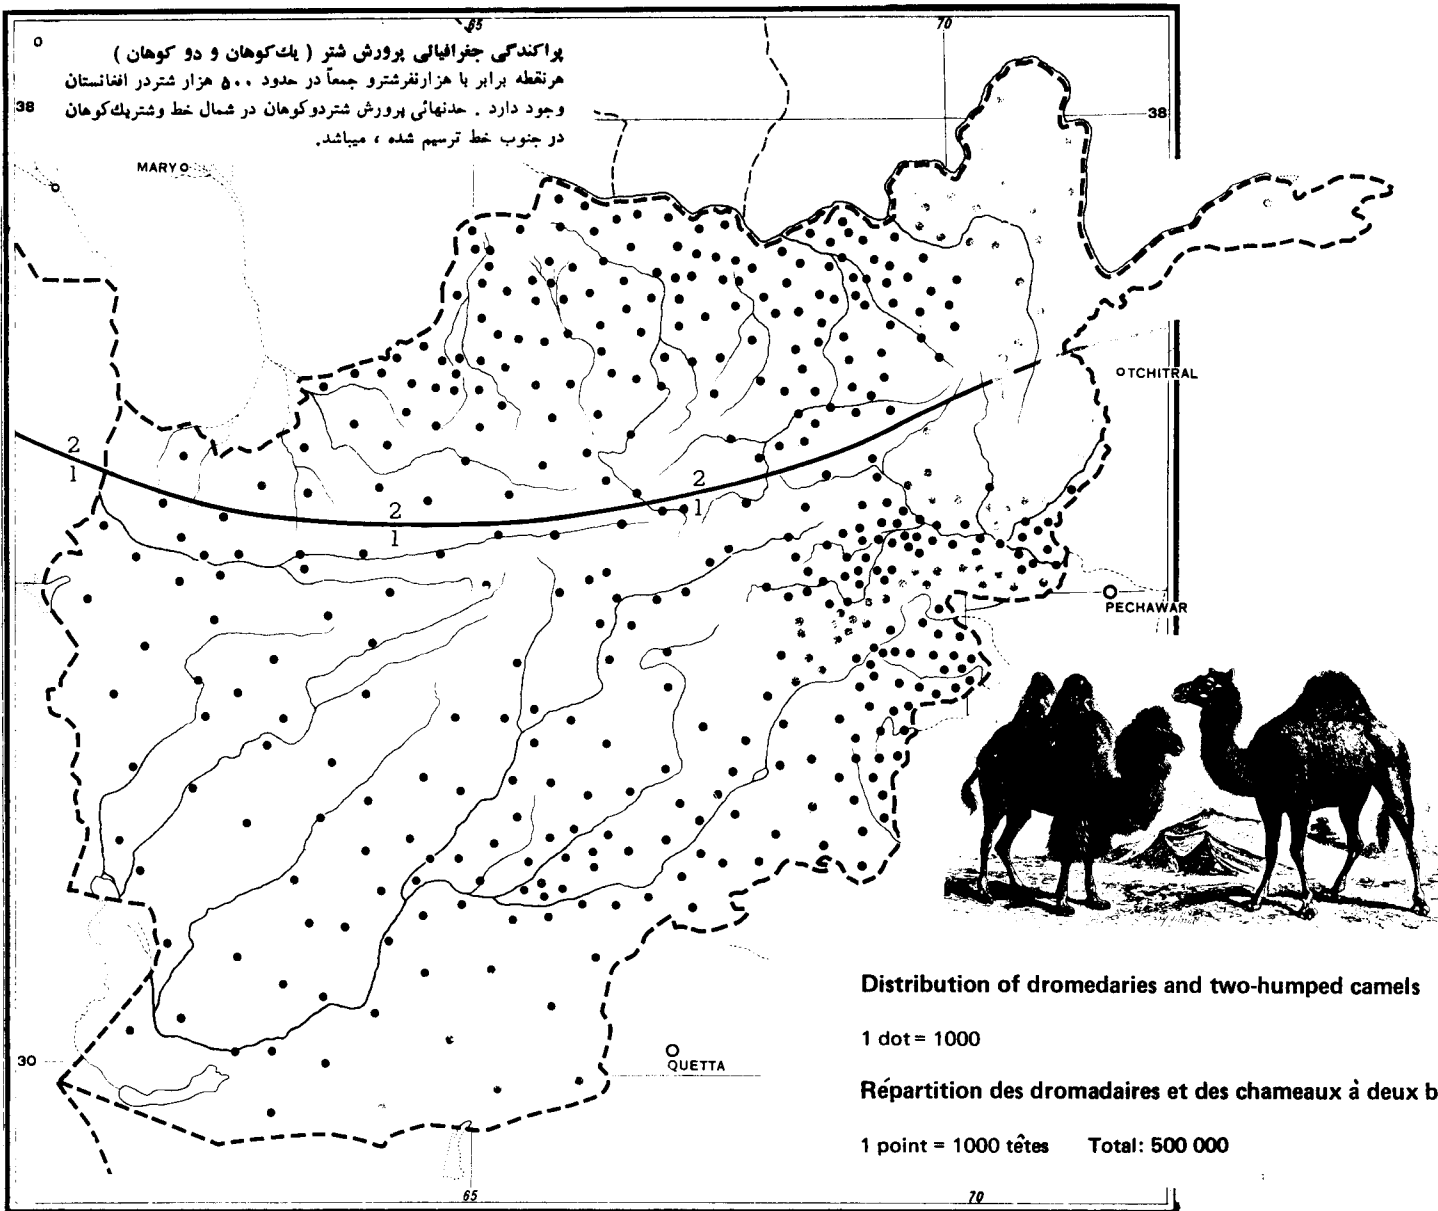 65
70
پراکندگی جغرافیائی پرورش شتر ( یك کوهان و دو کوهان )
هرنقطه برابر با هزارنفرشترو جمعاً در حدود ۵۰۰ هزار شتردر افغانستان
وجود دارد . حدنهائی پرورش شتردوکوهان در شمال خط وشتریك‌کوهان
در جنوب خط ترسیم شده ، میباشد.
38
38
MARY
TCHITRAL
2
1
2
1
2
1
PECHAWAR
Distribution of dromedaries and two-humped camels
1 dot = 1000
30
QUETTA
Répartition des dromadaires et des chameaux à deux b
1 point = 1000 têtes Total: 500 000
65
70